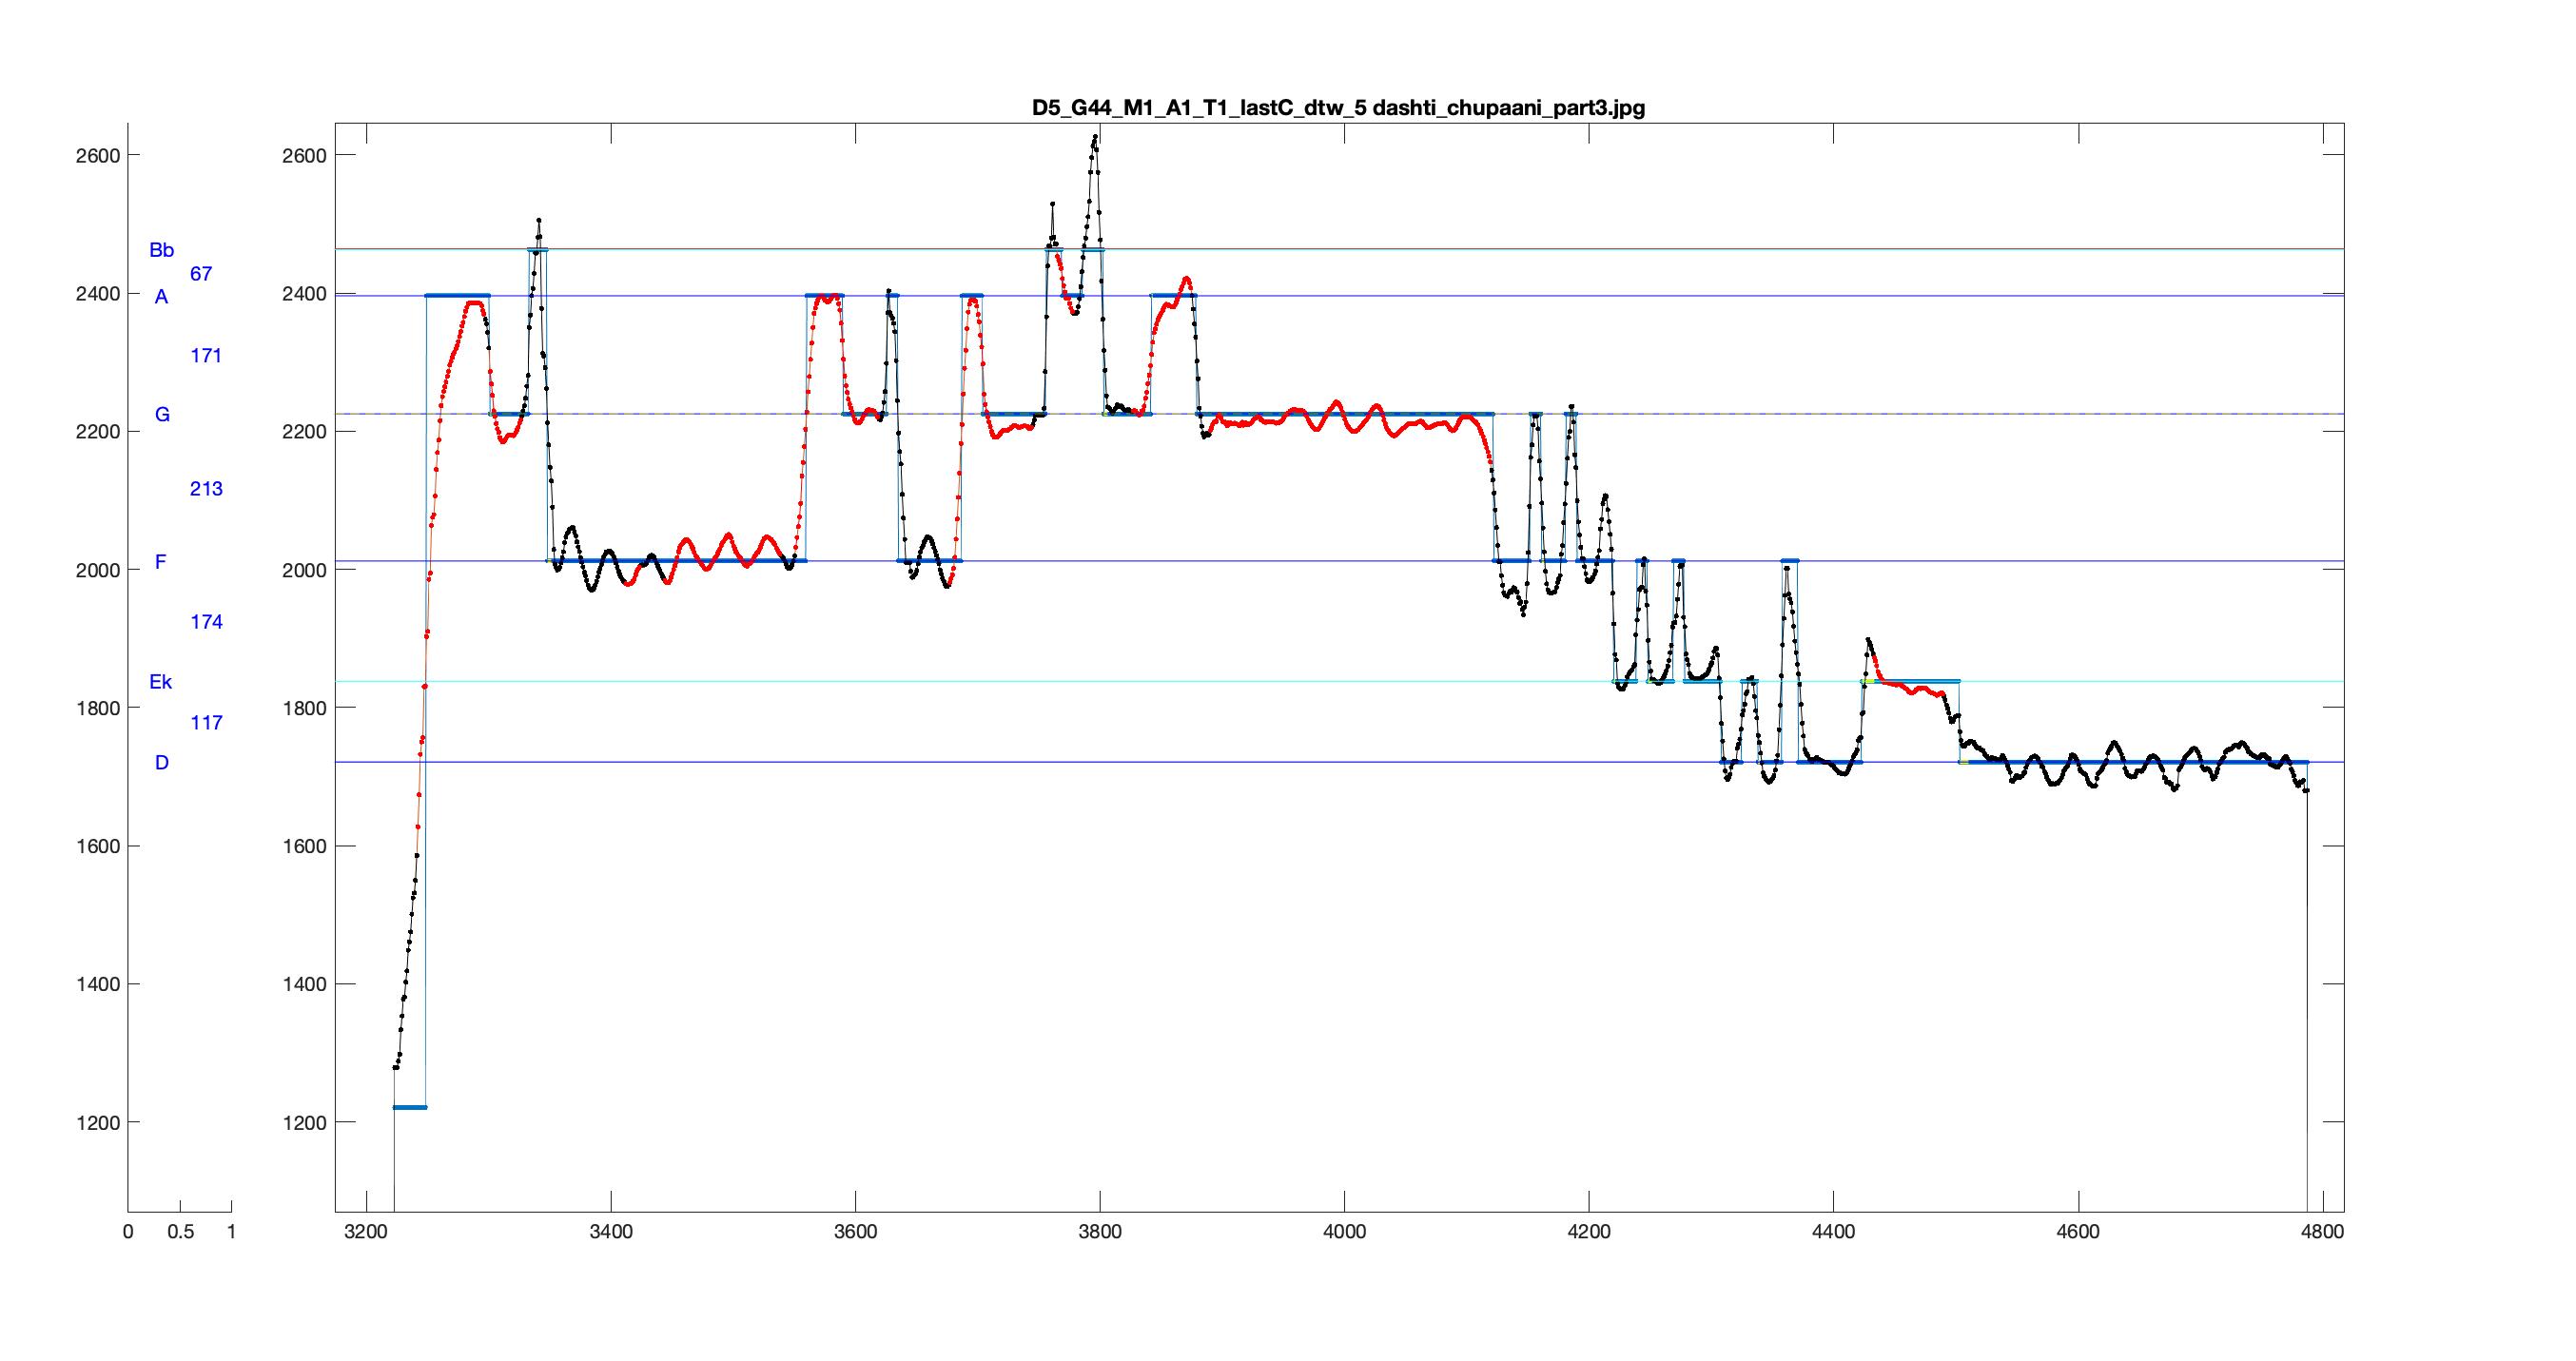 D5_G44_M1_A1_T1_lastC_dtw_5 dashti_chupaani_part3.jpg
2600 2600
Bb
67
2400 A 2400
171
G
2200 2200
213
F
2000 2000
174
Ek
1800 117 1800
D
1600 1600
1400 1400
1200 1200
0 0.5 1 3200 3400 3600 3800 4000 4200 4400 4600 4800